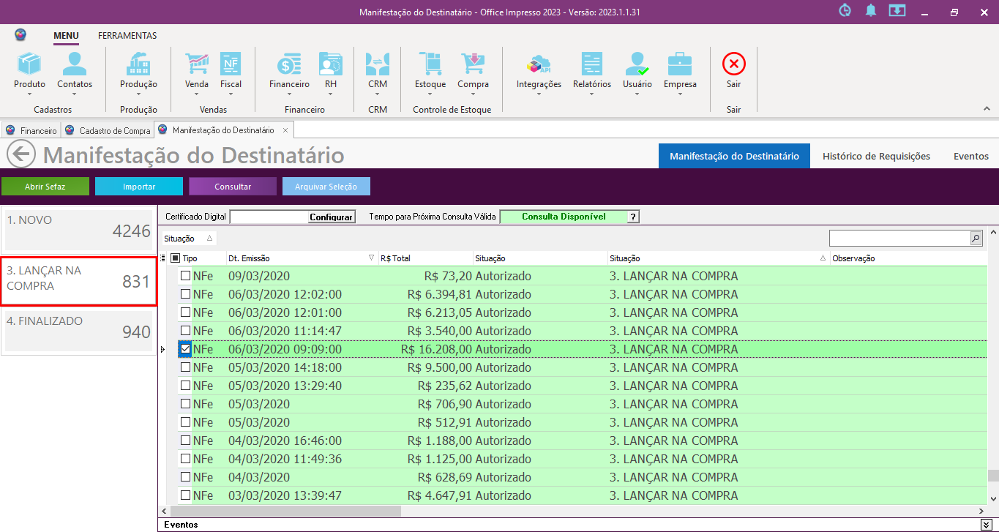 Manifestação do Destinatário - Office Impresso 2023 - Versão: 2023.1.1.31
MENU FERRAMENTAS
NF API
Produto Contatos Produção Venda Fiscal Financeiro RH CRM Estoque Compra Integrações Relatórios Usuário Empresa Sair
Cadastros Produção Vendas Financeiro CRM Controle de Estoque Sair
Financeiro Cadastro de Compra Manifestação do Destinatário
Manifestação do Destinatário Manifestação do Destinatário Histórico de Requisições Eventos
Abrir Sefaz Importar Consultar Arquivar Seleção
1. NOVO
4246
3. LANÇAR NA
COMPRA
831
4. FINALIZADO
940
Certificado Digital Configurar Tempo para Próxima Consulta Válida Consulta Disponível ?
Situação
Tipo Dt. Emissão R$ Total Situação Situação Observação
NFe 09/03/2020 R$ 73,20 Autorizado 3. LANÇAR NA COMPRA
NFe 06/03/2020 12:02:00 R$ 6.394,81 Autorizado 3. LANÇAR NA COMPRA
NFe 06/03/2020 12:01:00 R$ 6.213,05 Autorizado 3. LANÇAR NA COMPRA
NFe 06/03/2020 11:14:47 R$ 3.540,00 Autorizado 3. LANÇAR NA COMPRA
NFe 06/03/2020 09:09:00 R$ 16.208,00 Autorizado 3. LANÇAR NA COMPRA
NFe 05/03/2020 14:18:00 R$ 9.500,00 Autorizado 3. LANÇAR NA COMPRA
NFe 05/03/2020 13:29:40 R$ 235,62 Autorizado 3. LANÇAR NA COMPRA
NFe 05/03/2020 R$ 706,90 Autorizado 3. LANÇAR NA COMPRA
NFe 05/03/2020 R$ 512,91 Autorizado 3. LANÇAR NA COMPRA
NFe 04/03/2020 16:46:00 R$ 1.188,00 Autorizado 3. LANÇAR NA COMPRA
NFe 04/03/2020 11:49:36 R$ 1.125,00 Autorizado 3. LANÇAR NA COMPRA
NFe 04/03/2020 R$ 628,69 Autorizado 3. LANÇAR NA COMPRA
NFe 03/03/2020 13:39:47 R$ 4.647,91 Autorizado 3. LANÇAR NA COMPRA
Eventos